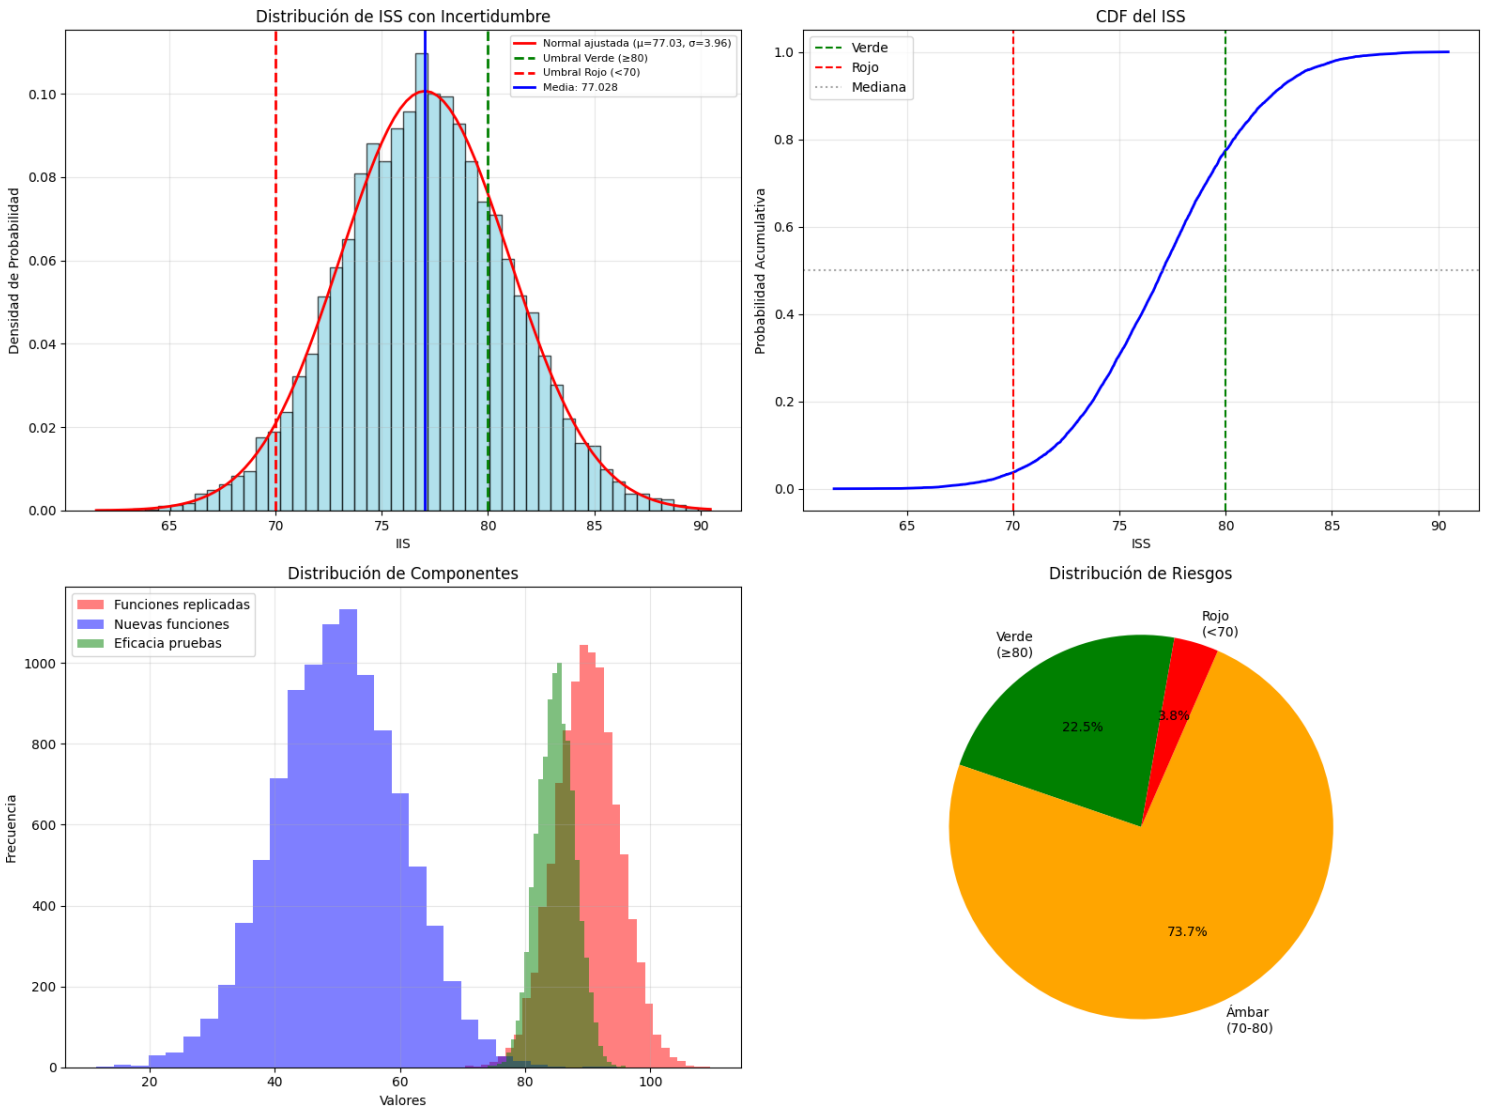 Distribución de ISS con Incertidumbre
Normal ajustada (μ=77.03, σ=3.96)
Umbral Verde (≥80)
Umbral Rojo (<70)
Media: 77.028
Densidad de Probabilidad
0.10
0.08
0.06
0.04
0.02
0.00
65
70
75
80
85
90
IIS
CDF del ISS
Verde
Rojo
Mediana
Probabilidad Acumulativa
1.0
0.8
0.6
0.4
0.2
0.0
65
70
75
80
85
90
ISS
Distribución de Componentes
Funciones replicadas
Nuevas funciones
Eficacia pruebas
Frecuencia
1000
800
600
400
200
0
20
40
60
80
100
Valores
Distribución de Riesgos
Rojo
(<70)
Verde
(≥80)
3.8%
22.5%
73.7%
Ámbar
(70-80)